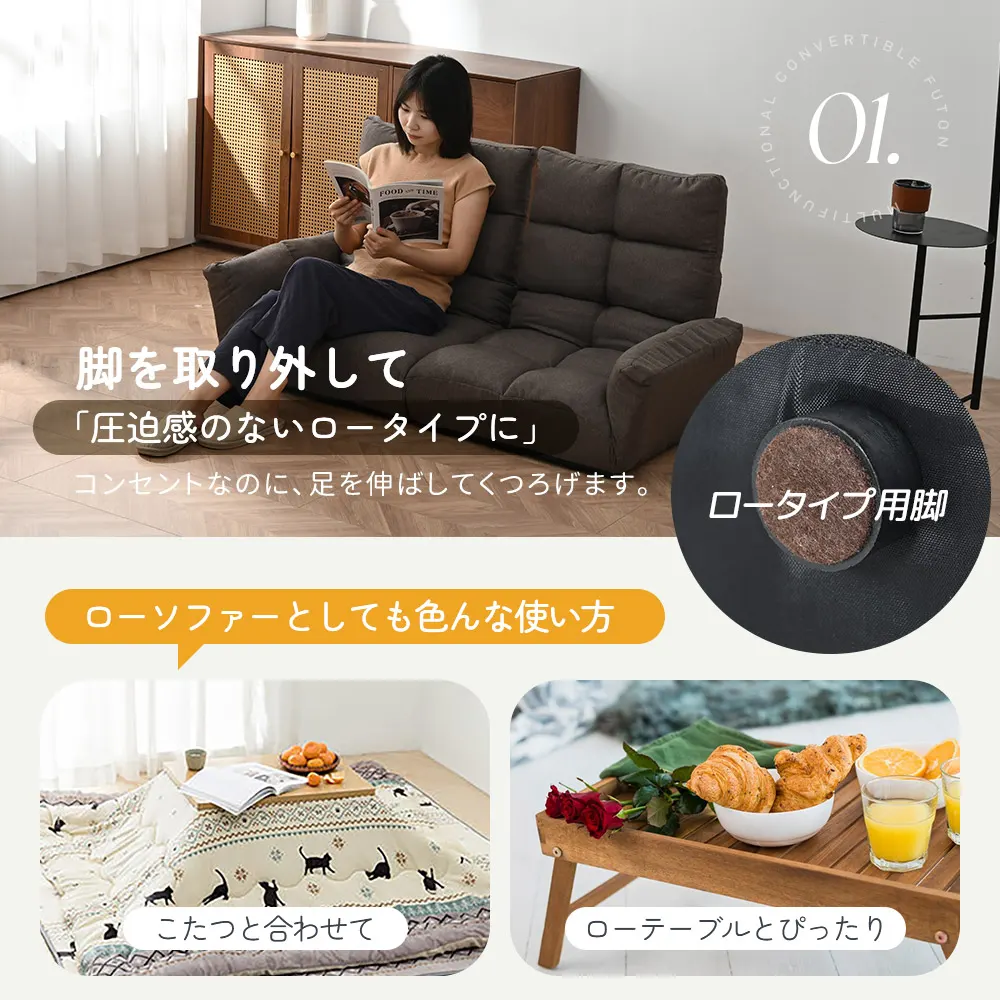 MULTIFUNCTIONAL CONVERTIBLE FUTON
01.
FOOD AND TIME
脚を取り外して
「圧迫感のないロータイプに」
コンセントなのに、足を伸ばしてくつろげます。
ロータイプ用脚
ローソファーとしても色んな使い方
こたつと合わせて
ローテーブルとぴったり